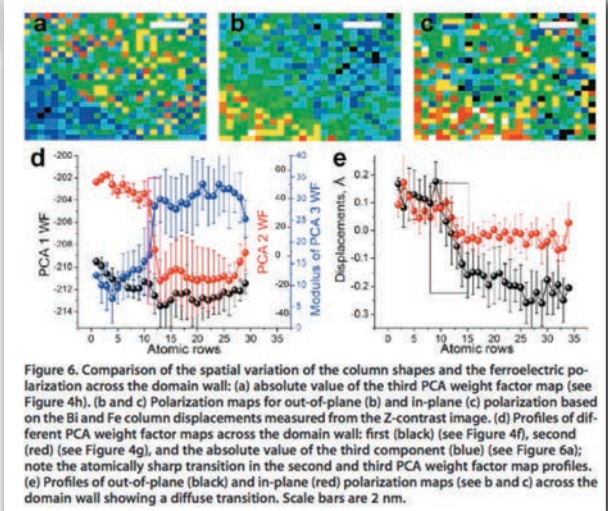 a
b
c
d
e
-200
-202
-204
-206
-208
-210
-212
-214
PCA 1 WF
0 5 10 15 20 25 30 35
Atomic rows
60
40
20
0
-20
-40
PCA 2 WF
40
35
30
25
20
15
10
5
0
Modulus of PCA 3 WF
0.2
0.1
0.0
-0.1
-0.2
-0.3
Displacements, Å
0 5 10 15 20 25 30 35
Atomic rows
Figure 6. Comparison of the spatial variation of the column shapes and the ferroelectric po-
larization across the domain wall: (a) absolute value of the third PCA weight factor map (see
Figure 4h). (b and c) Polarization maps for out-of-plane (b) and in-plane (c) polarization based
on the Bi and Fe column displacements measured from the Z-contrast image. (d) Profiles of dif-
ferent PCA weight factor maps across the domain wall: first (black) (see Figure 4f), second
(red) (see Figure 4g), and the absolute value of the third component (blue) (see Figure 6a);
note the atomically sharp transition in the second and third PCA weight factor map profiles.
(e) Profiles of out-of-plane (black) and in-plane (red) polarization maps (see b and c) across the
domain wall showing a diffuse transition. Scale bars are 2 nm.